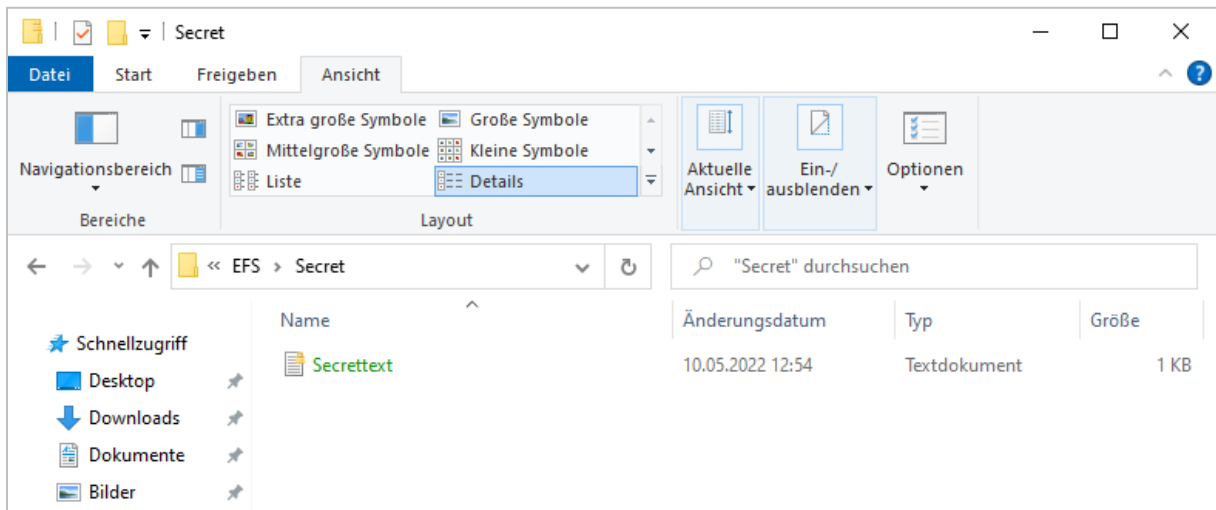 Secret
Datei Start Freigeben Ansicht
Extra große Symbole Große Symbole
Mittelgroße Symbole Kleine Symbole
Liste Details
Navigationsbereich
Aktuelle Ansicht
Ein-/ ausblenden
Optionen
Bereiche Layout
« EFS > Secret
"Secret" durchsuchen
Name Änderungsdatum Typ Größe
Secrettext 10.05.2022 12:54 Textdokument 1 KB
Schnellzugriff
Desktop
Downloads
Dokumente
Bilder